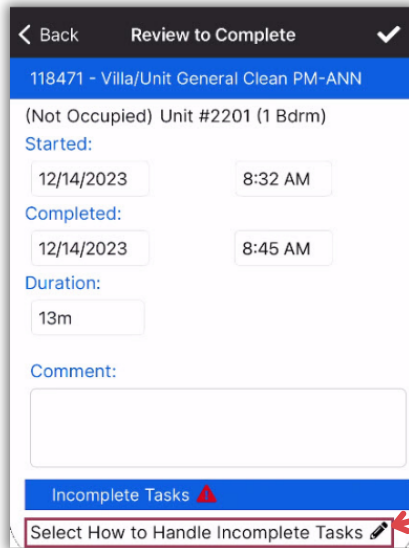 Back Review to Complete
118471 - Villa/Unit General Clean PM-ANN
(Not Occupied) Unit #2201 (1 Bdrm)
Started:
12/14/2023 8:32 AM
Completed:
12/14/2023 8:45 AM
Duration:
13m
Comment:
Incomplete Tasks
Select How to Handle Incomplete Tasks